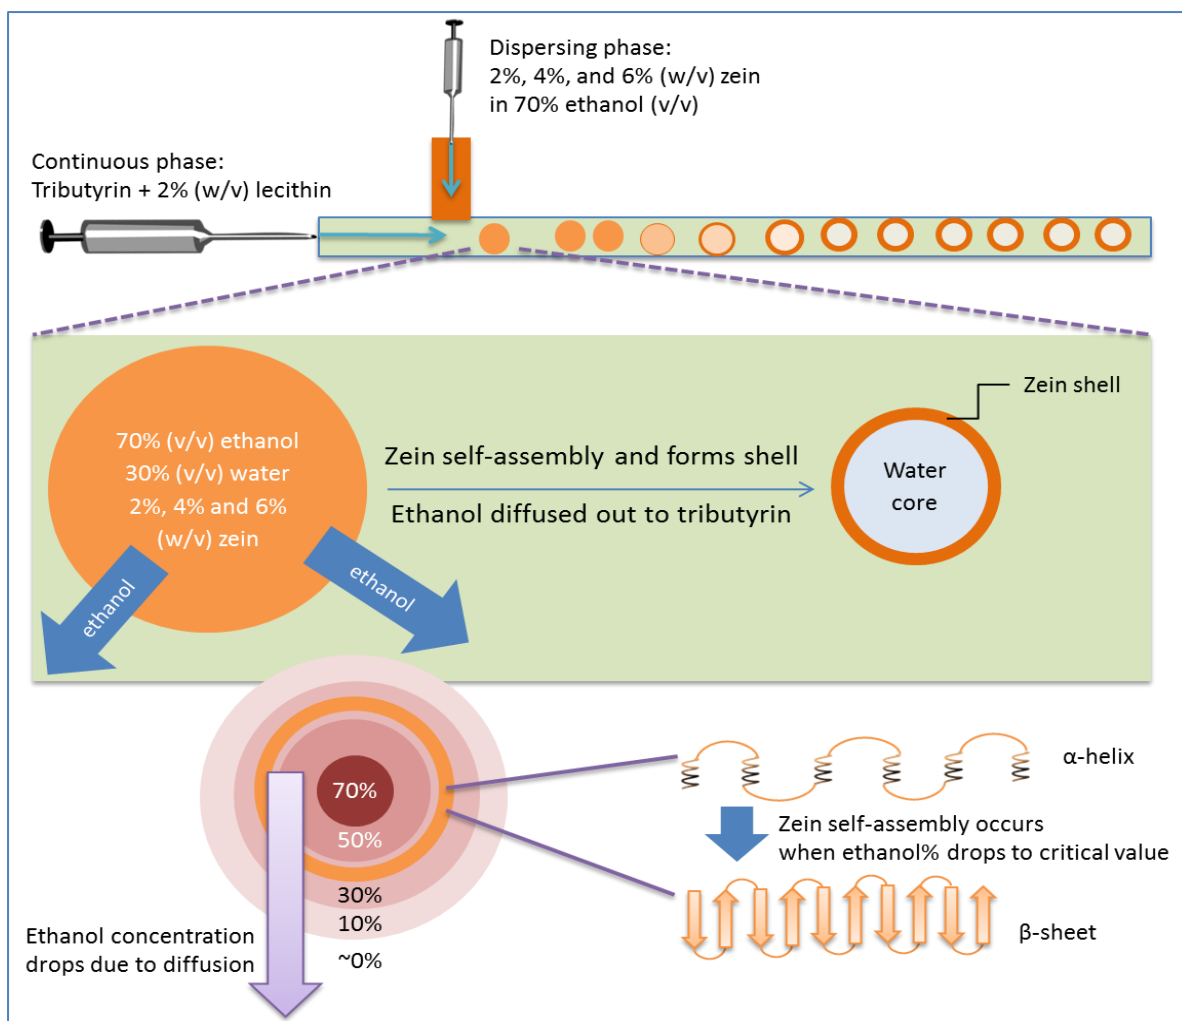 Dispersing phase:
2%, 4%, and 6% (w/v) zein
in 70% ethanol (v/v)
Continuous phase:
Tributyrin + 2% (w/v) lecithin
70% (v/v) ethanol
30% (v/v) water
2%, 4% and 6%
(w/v) zein
Zein self-assembly and forms shell
Ethanol diffused out to tributyrin
Zein shell
Water
core
ethanol
ethanol
70%
50%
30%
10%
~0%
Ethanol concentration
drops due to diffusion
α-helix
Zein self-assembly occurs
when ethanol% drops to critical value
β-sheet